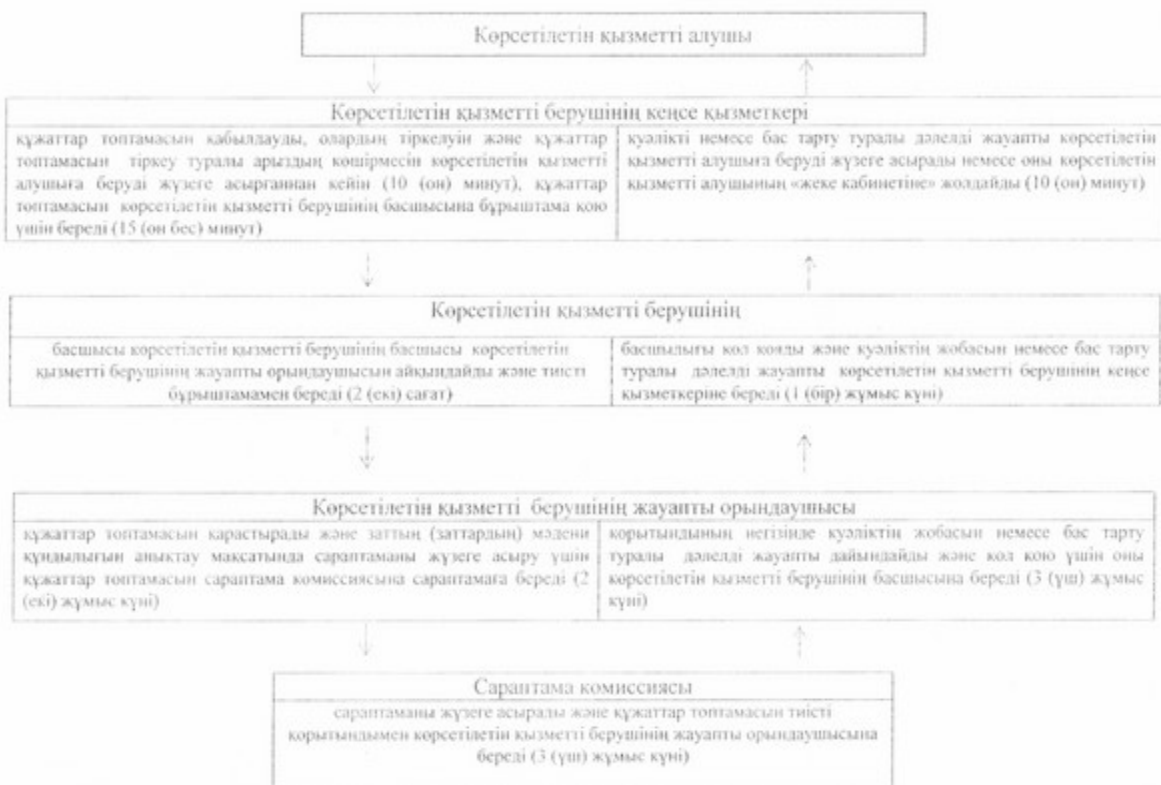 Көрсетілетін қызметті алушы
Көрсетілетін қызметті берушінің кеңсе қызметкері
құжаттар топтамасын қабылдауды, олардың тіркелуін және құжаттар
топтамасын тіркеу туралы арыздың көшірмесін көрсетілетін қызметті
алушыға беруді жүзеге асырғаннан кейін (10 (он) минут), құжаттар
топтамасын көрсетілетін қызметті берушінің басшысына бұрыштама қою
үшін береді (15 (он бес) минут)
куәлікті немесе бас тарту туралы дәлелді жауапты көрсетілетін
қызметті алушыға беруді жүзеге асырады немесе оны көрсетілетін
қызметті алушының «жеке кабинетіне» жолдайды (10 (он) минут)
Көрсетілетін қызметті берушінің
басшысы көрсетілетін қызметті берушінің басшысы көрсетілетін
қызметті берушінің жауапты орындаушысын айқындайды және тиісті
бұрыштамамен береді (2 (екі) сағат)
басшылығы қол қояды және куәліктің жобасын немесе бас тарту
туралы дәлелді жауапты көрсетілетін қызметті берушінің кеңсе
қызметкеріне береді (1 (бір) жұмыс күні)
Көрсетілетін қызметті берушінің жауапты орындаушысы
құжаттар топтамасын қарастырады және заттың (заттардың) мәдени
құндылығын анықтау мақсатында сараптаманы жүзеге асыру үшін
құжаттар топтамасын сараптама комиссиясына сараптамаға береді (2
(екі) жұмыс күні)
қорытындының негізінде куәліктің жобасын немесе бас тарту
туралы дәлелді жауапты дайындайды және қол қою үшін оны
көрсетілетін қызметті берушінің басшысына береді (3 (үш) жұмыс
күні)
Сараптама комиссиясы
сараптаманы жүзеге асырады және құжаттар топтамасын тиісті
қорытындымен көрсетілетін қызметті берушінің жауапты орындаушысына
береді (3 (үш) жұмыс күні)